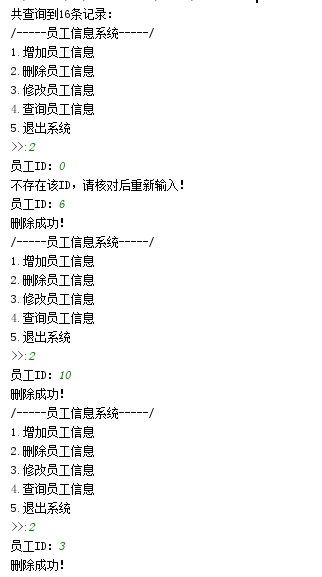 共查询到16条记录:
/-----员工信息系统-----/
1.增加员工信息
2.删除员工信息
3.修改员工信息
4.查询员工信息
5.退出系统
>>:2
员工ID: 0
不存在该ID, 请核对后重新输入!
员工ID: 6
删除成功!
/-----员工信息系统-----/
1.增加员工信息
2.删除员工信息
3.修改员工信息
4.查询员工信息
5.退出系统
>>:2
员工ID: 10
删除成功!
/-----员工信息系统-----/
1.增加员工信息
2.删除员工信息
3.修改员工信息
4.查询员工信息
5.退出系统
>>:2
员工ID: 3
删除成功!